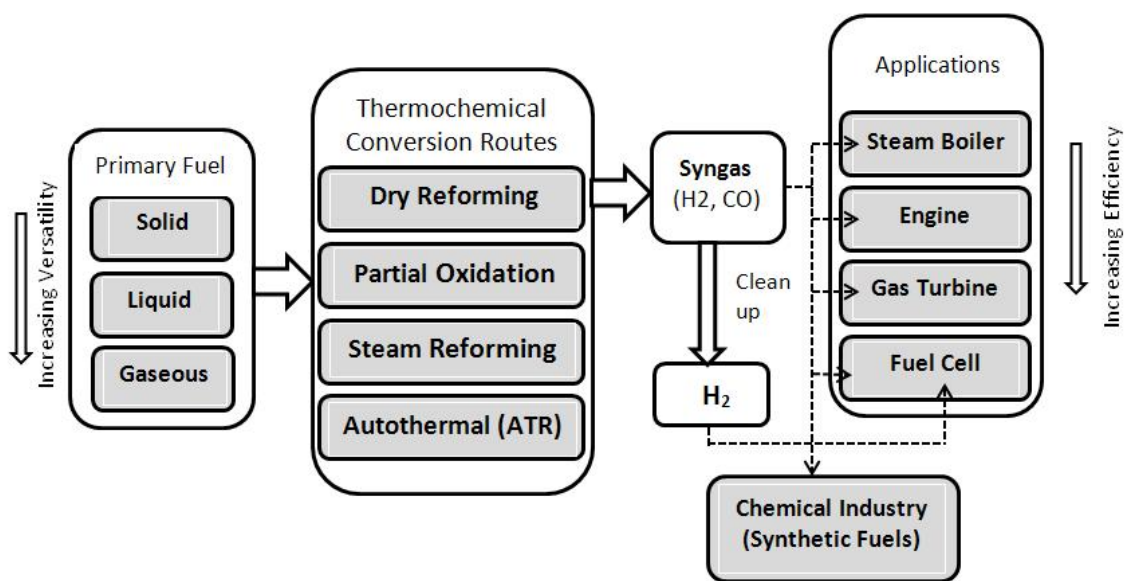 Increasing Versatility
Primary Fuel
Solid
Liquid
Gaseous
Thermochemical
Conversion Routes
Dry Reforming
Partial Oxidation
Steam Reforming
Autothermal (ATR)
Syngas
(H2, CO)
Clean
up
H₂
Applications
Steam Boiler
Engine
Gas Turbine
Fuel Cell
Increasing Efficiency
Chemical Industry
(Synthetic Fuels)